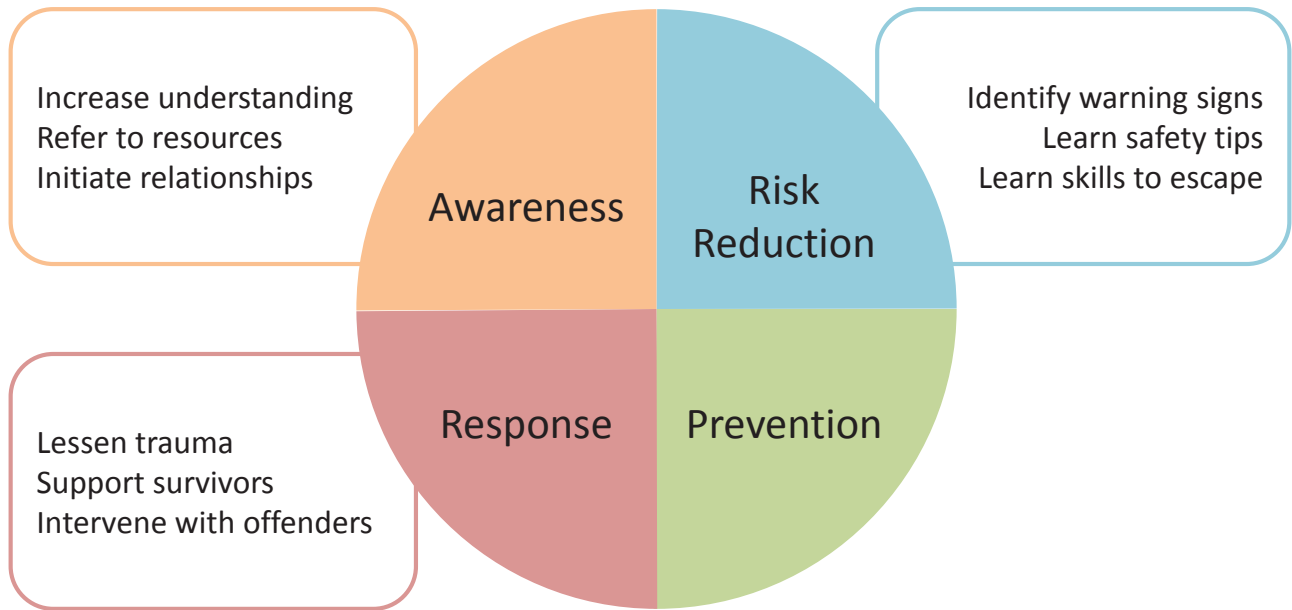 Increase understanding
Refer to resources
Initiate relationships
Awareness
Risk
Reduction
Identify warning signs
Learn safety tips
Learn skills to escape
Lessen trauma
Support survivors
Intervene with offenders
Response
Prevention